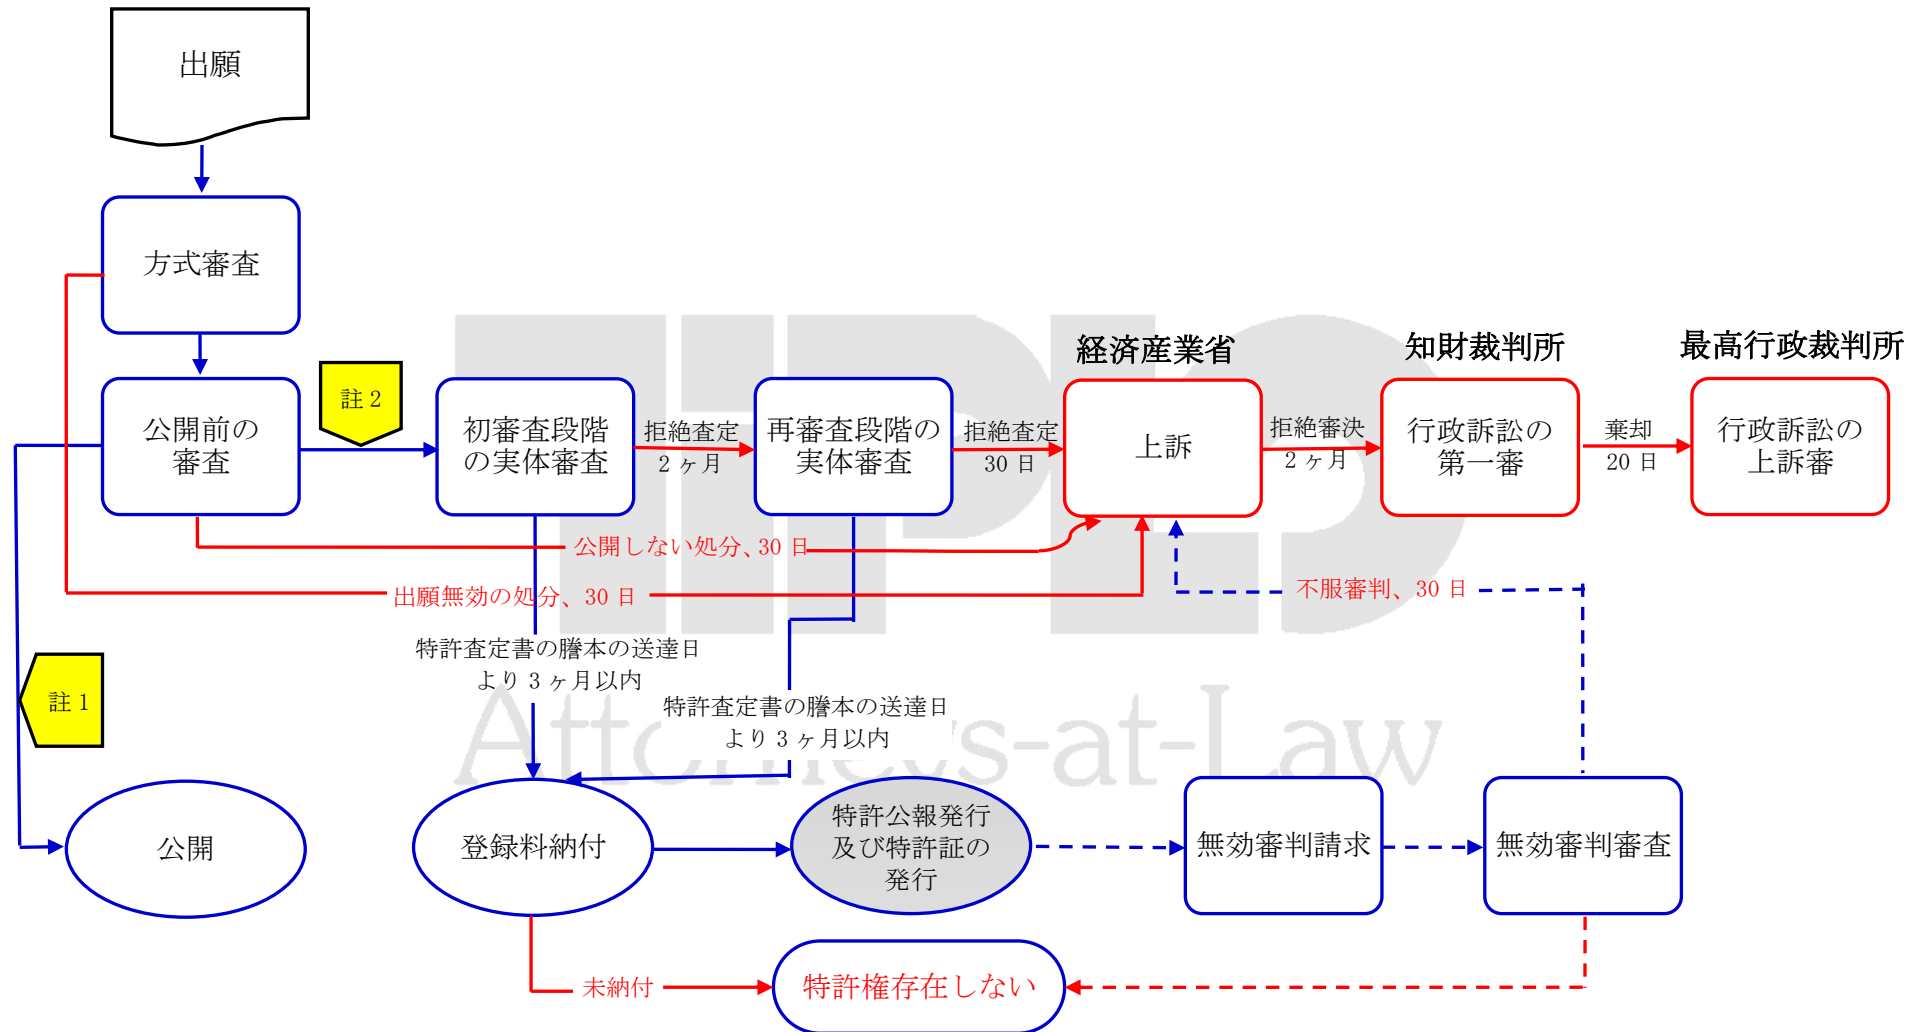 出願
方式審査
経済産業省
知財裁判所
最高行政裁判所
註 2
公開前の
審査
初審査段階
の実体審査
拒絶査定
2 ヶ月
再審査段階の
実体審査
拒絶査定
30 日
上訴
拒絶審決
2 ヶ月
行政訴訟の
第一審
棄却
20 日
行政訴訟の
上訴審
公開しない処分、30 日
出願無効の処分、30 日
不服審判、30 日
特許査定書の謄本の送達日
より 3 ヶ月以内
註 1
特許査定書の謄本の送達日
より 3 ヶ月以内
公開
登録料納付
特許公報発行
及び特許証の
発行
無効審判請求
無効審判審査
未納付
特許権存在しない
TIPLO
Attorneys-at-Law